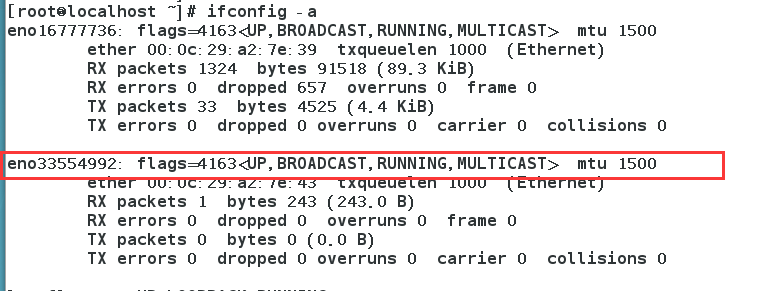 [root@localhost ~]# ifconfig -a
eno16777736: flags=4163<UP,BROADCAST,RUNNING,MULTICAST>  mtu 1500
ether 00:0c:29:a2:7e:39  txqueuelen 1000  (Ethernet)
RX packets 1324  bytes 91518 (89.3 KiB)
RX errors 0  dropped 657  overruns 0  frame 0
TX packets 33  bytes 4525 (4.4 KiB)
TX errors 0  dropped 0 overruns 0  carrier 0  collisions 0
eno33554992: flags=4163<UP,BROADCAST,RUNNING,MULTICAST>  mtu 1500
ether 00:0c:29:a2:7e:43  txqueuelen 1000  (Ethernet)
RX packets 1  bytes 243 (243.0 B)
RX errors 0  dropped 0  overruns 0  frame 0
TX packets 0  bytes 0 (0.0 B)
TX errors 0  dropped 0 overruns 0  carrier 0  collisions 0